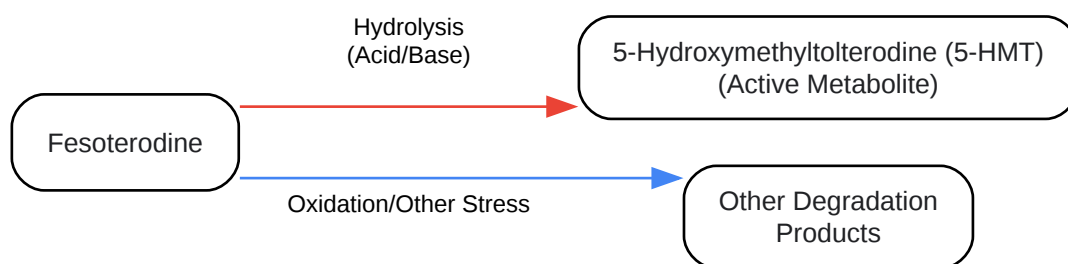 Hydrolysis
(Acid/Base)
5-Hydroxymethyltolterodine (5-HMT)
(Active Metabolite)
Fesoterodine
Oxidation/Other Stress
Other Degradation
Products